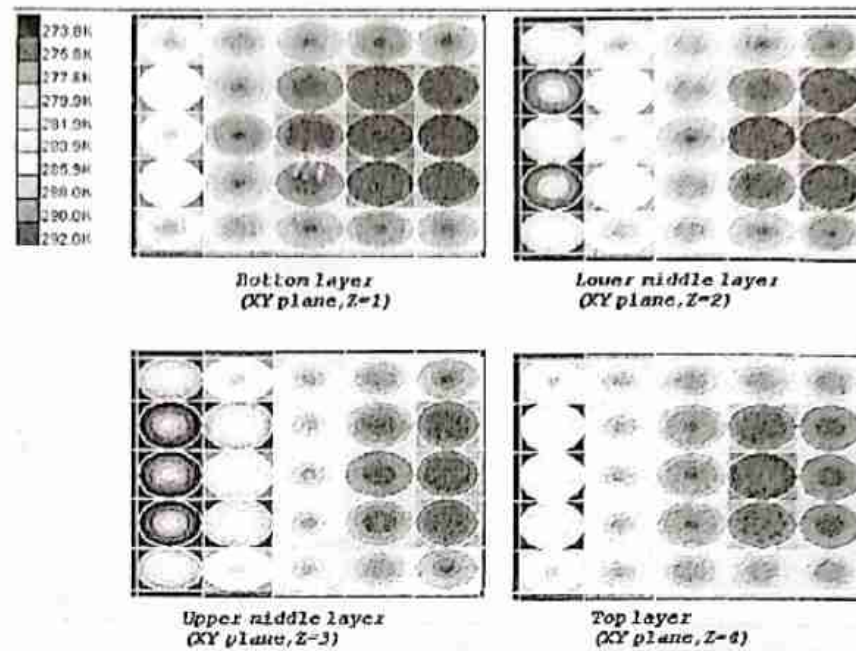 273.8K
275.8K
277.8K
279.9K
281.9K
283.9K
285.9K
288.0K
290.0K
292.0K
Bottom layer
(XY plane, Z=1)
Lower middle layer
(XY plane, Z=2)
Upper middle layer
(XY plane, Z=3)
Top layer
(XY plane, Z=4)